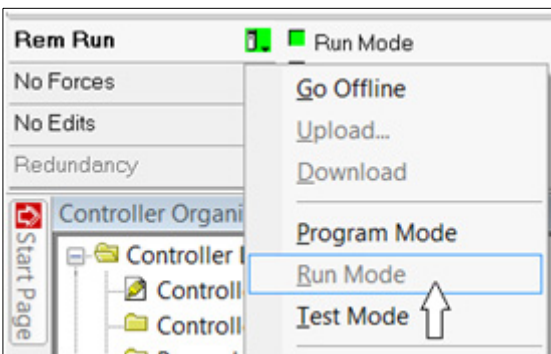 Rem Run
Run Mode
No Forces
No Edits
Redundancy
Go Offline
Upload...
Download
Program Mode
Run Mode
Test Mode
Start Page
Controller Organi
Controller
Controll
Controll